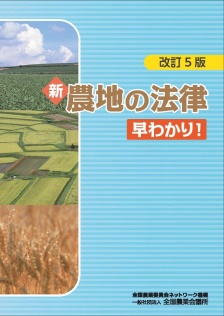 改訂5版
新 農地の法律
早わかり!
全国農業委員会ネットワーク機構
一般社団法人 全国農業会議所